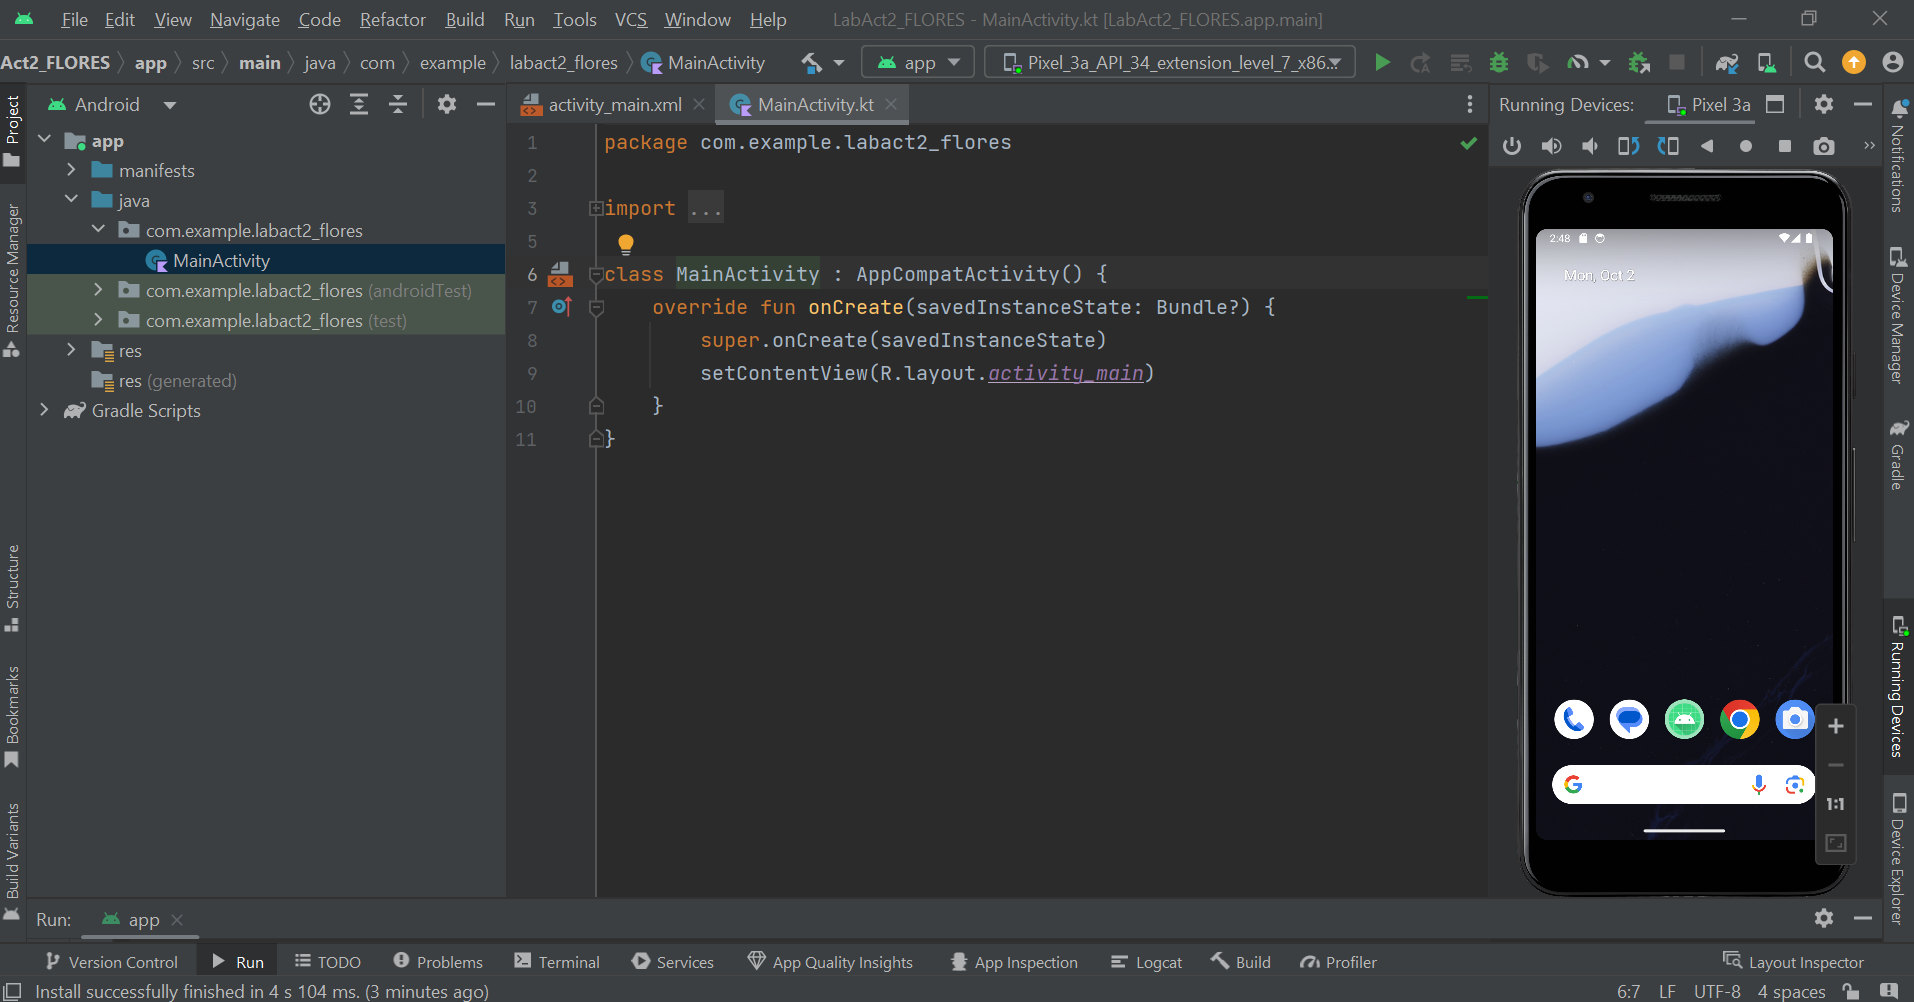 File Edit View Navigate Code Refactor Build Run Tools VCS Window Help LabAct2_FLORES - MainActivity.kt [LabAct2_FLORES.app.main]
Act2_FLORES app src main java com example labact2_flores MainActivity app Pixel_3a_API_34_extension_level_7_x86...
Project
Android
activity_main.xml MainActivity.kt
Running Devices: Pixel 3a
app
manifests
java
com.example.labact2_flores
MainActivity
com.example.labact2_flores (androidTest)
com.example.labact2_flores (test)
res
res (generated)
Gradle Scripts
Resource Manager
Structure
Bookmarks
Build Variants
1 package com.example.labact2_flores
2
3 import ...
5
6 class MainActivity : AppCompatActivity() {
7 override fun onCreate(savedInstanceState: Bundle?) {
8 super.onCreate(savedInstanceState)
9 setContentView(R.layout.activity_main)
10 }
11 }
2:48
Mon, Oct 2
1:1
Notifications
Device Manager
Gradle
Running Devices
Device Explorer
Run: app
Version Control Run TODO Problems Terminal Services App Quality Insights App Inspection Logcat Build Profiler Layout Inspector
Install successfully finished in 4 s 104 ms. (3 minutes ago) 6:7 LF UTF-8 4 spaces